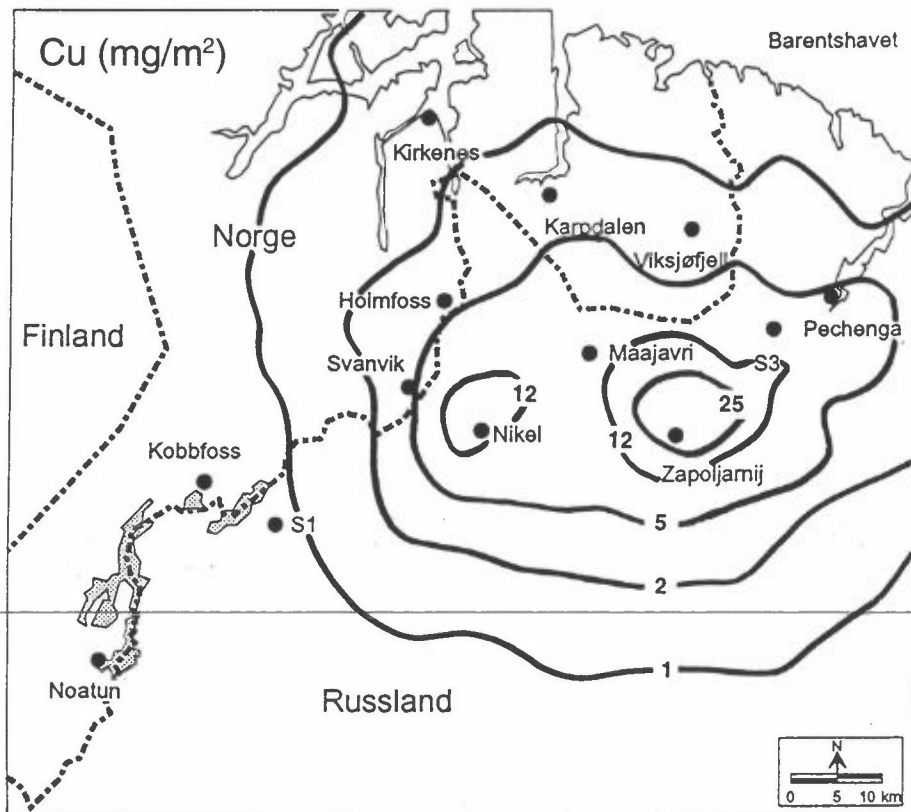 Cu (mg/m²)
Barentshavet
Kirkenes
Norge
Karpdalen
Viksjøfjell
Holmfoss
Finland
Pechenga
Maajavri
S3
Svanvik
12
25
12
Nikel
Zapoljarnij
Kobbfoss
5
S1
2
1
Noatun
Russland
N
0 5 10 km